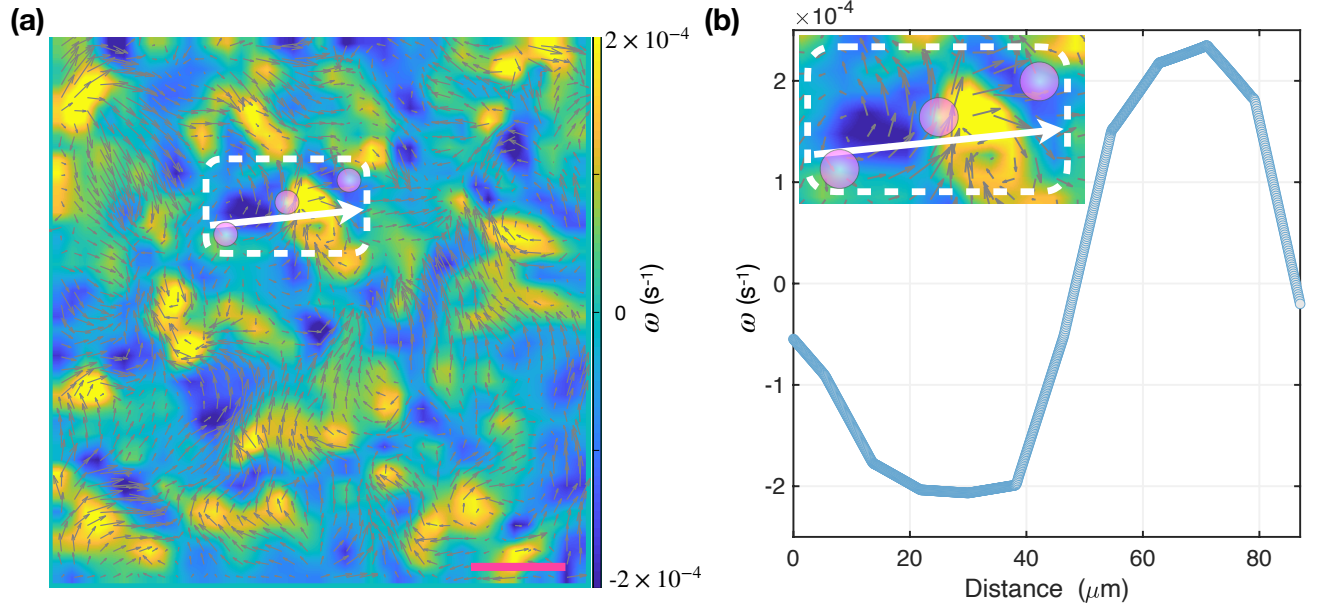 (a)
2 × 10⁻⁴
0
-2 × 10⁻⁴
ω (s⁻¹)
(b)
×10⁻⁴
2
1
0
-1
-2
ω (s⁻¹)
0 20 40 60 80
Distance (μm)